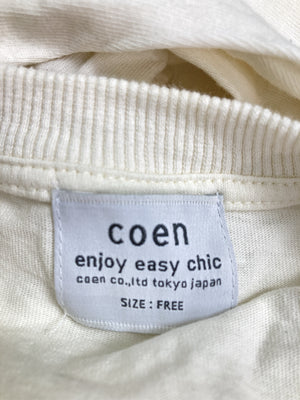 coen
enjoy easy chic
coen co.,ltd tokyo japan
SIZE : FREE